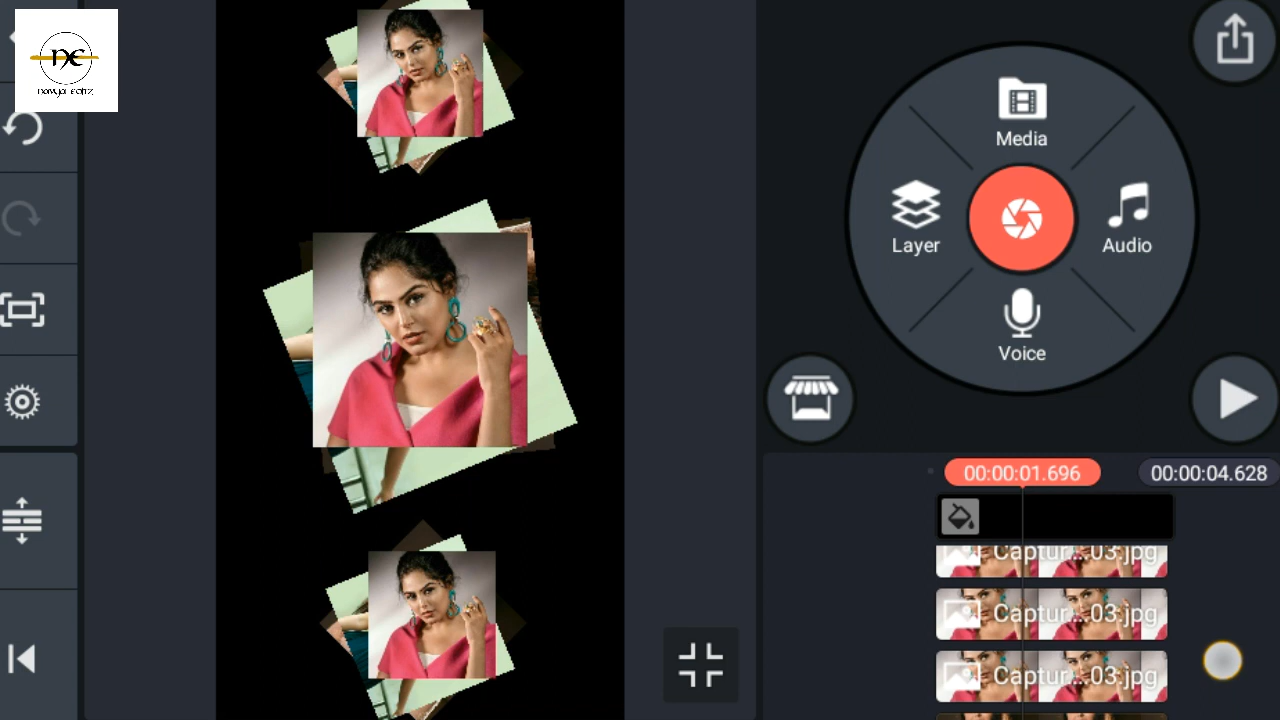 Media
Layer
Audio
Voice
00:00:01.696
00:00:04.628
Captur...03.jpg
Captur...03.jpg
Captur...03.jpg